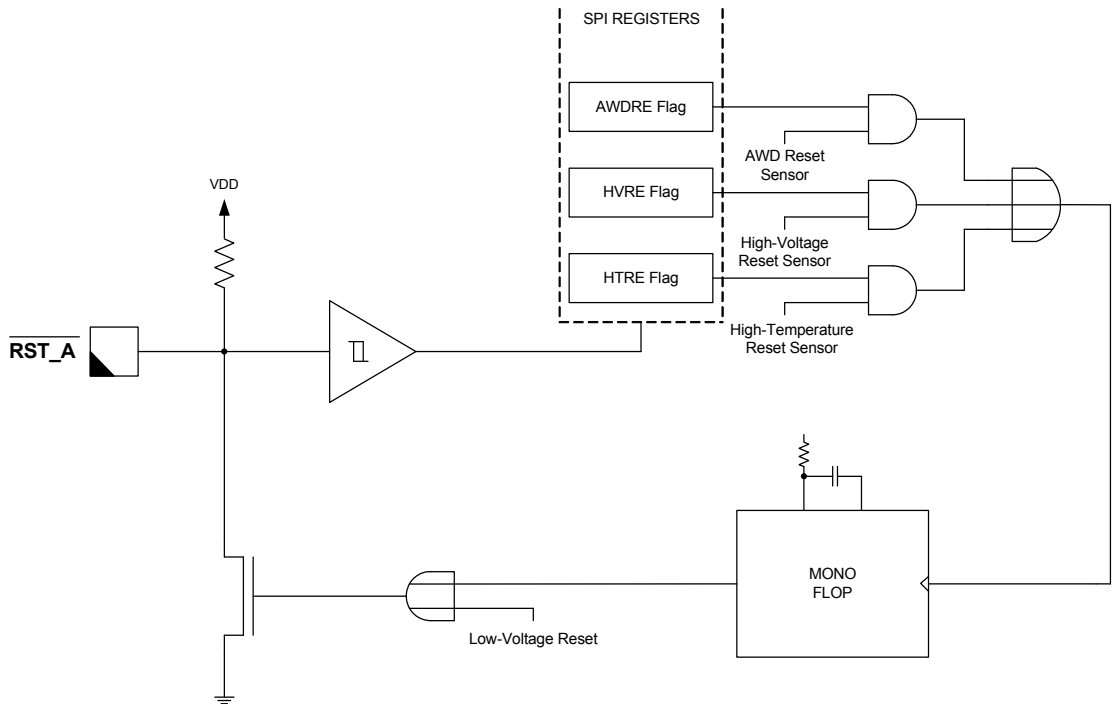 SPI REGISTERS
AWDRE Flag
AWD Reset
Sensor
VDD
HVRE Flag
High-Voltage
Reset Sensor
HTRE Flag
High-Temperature
Reset Sensor
RST_A
MONO
FLOP
Low-Voltage Reset